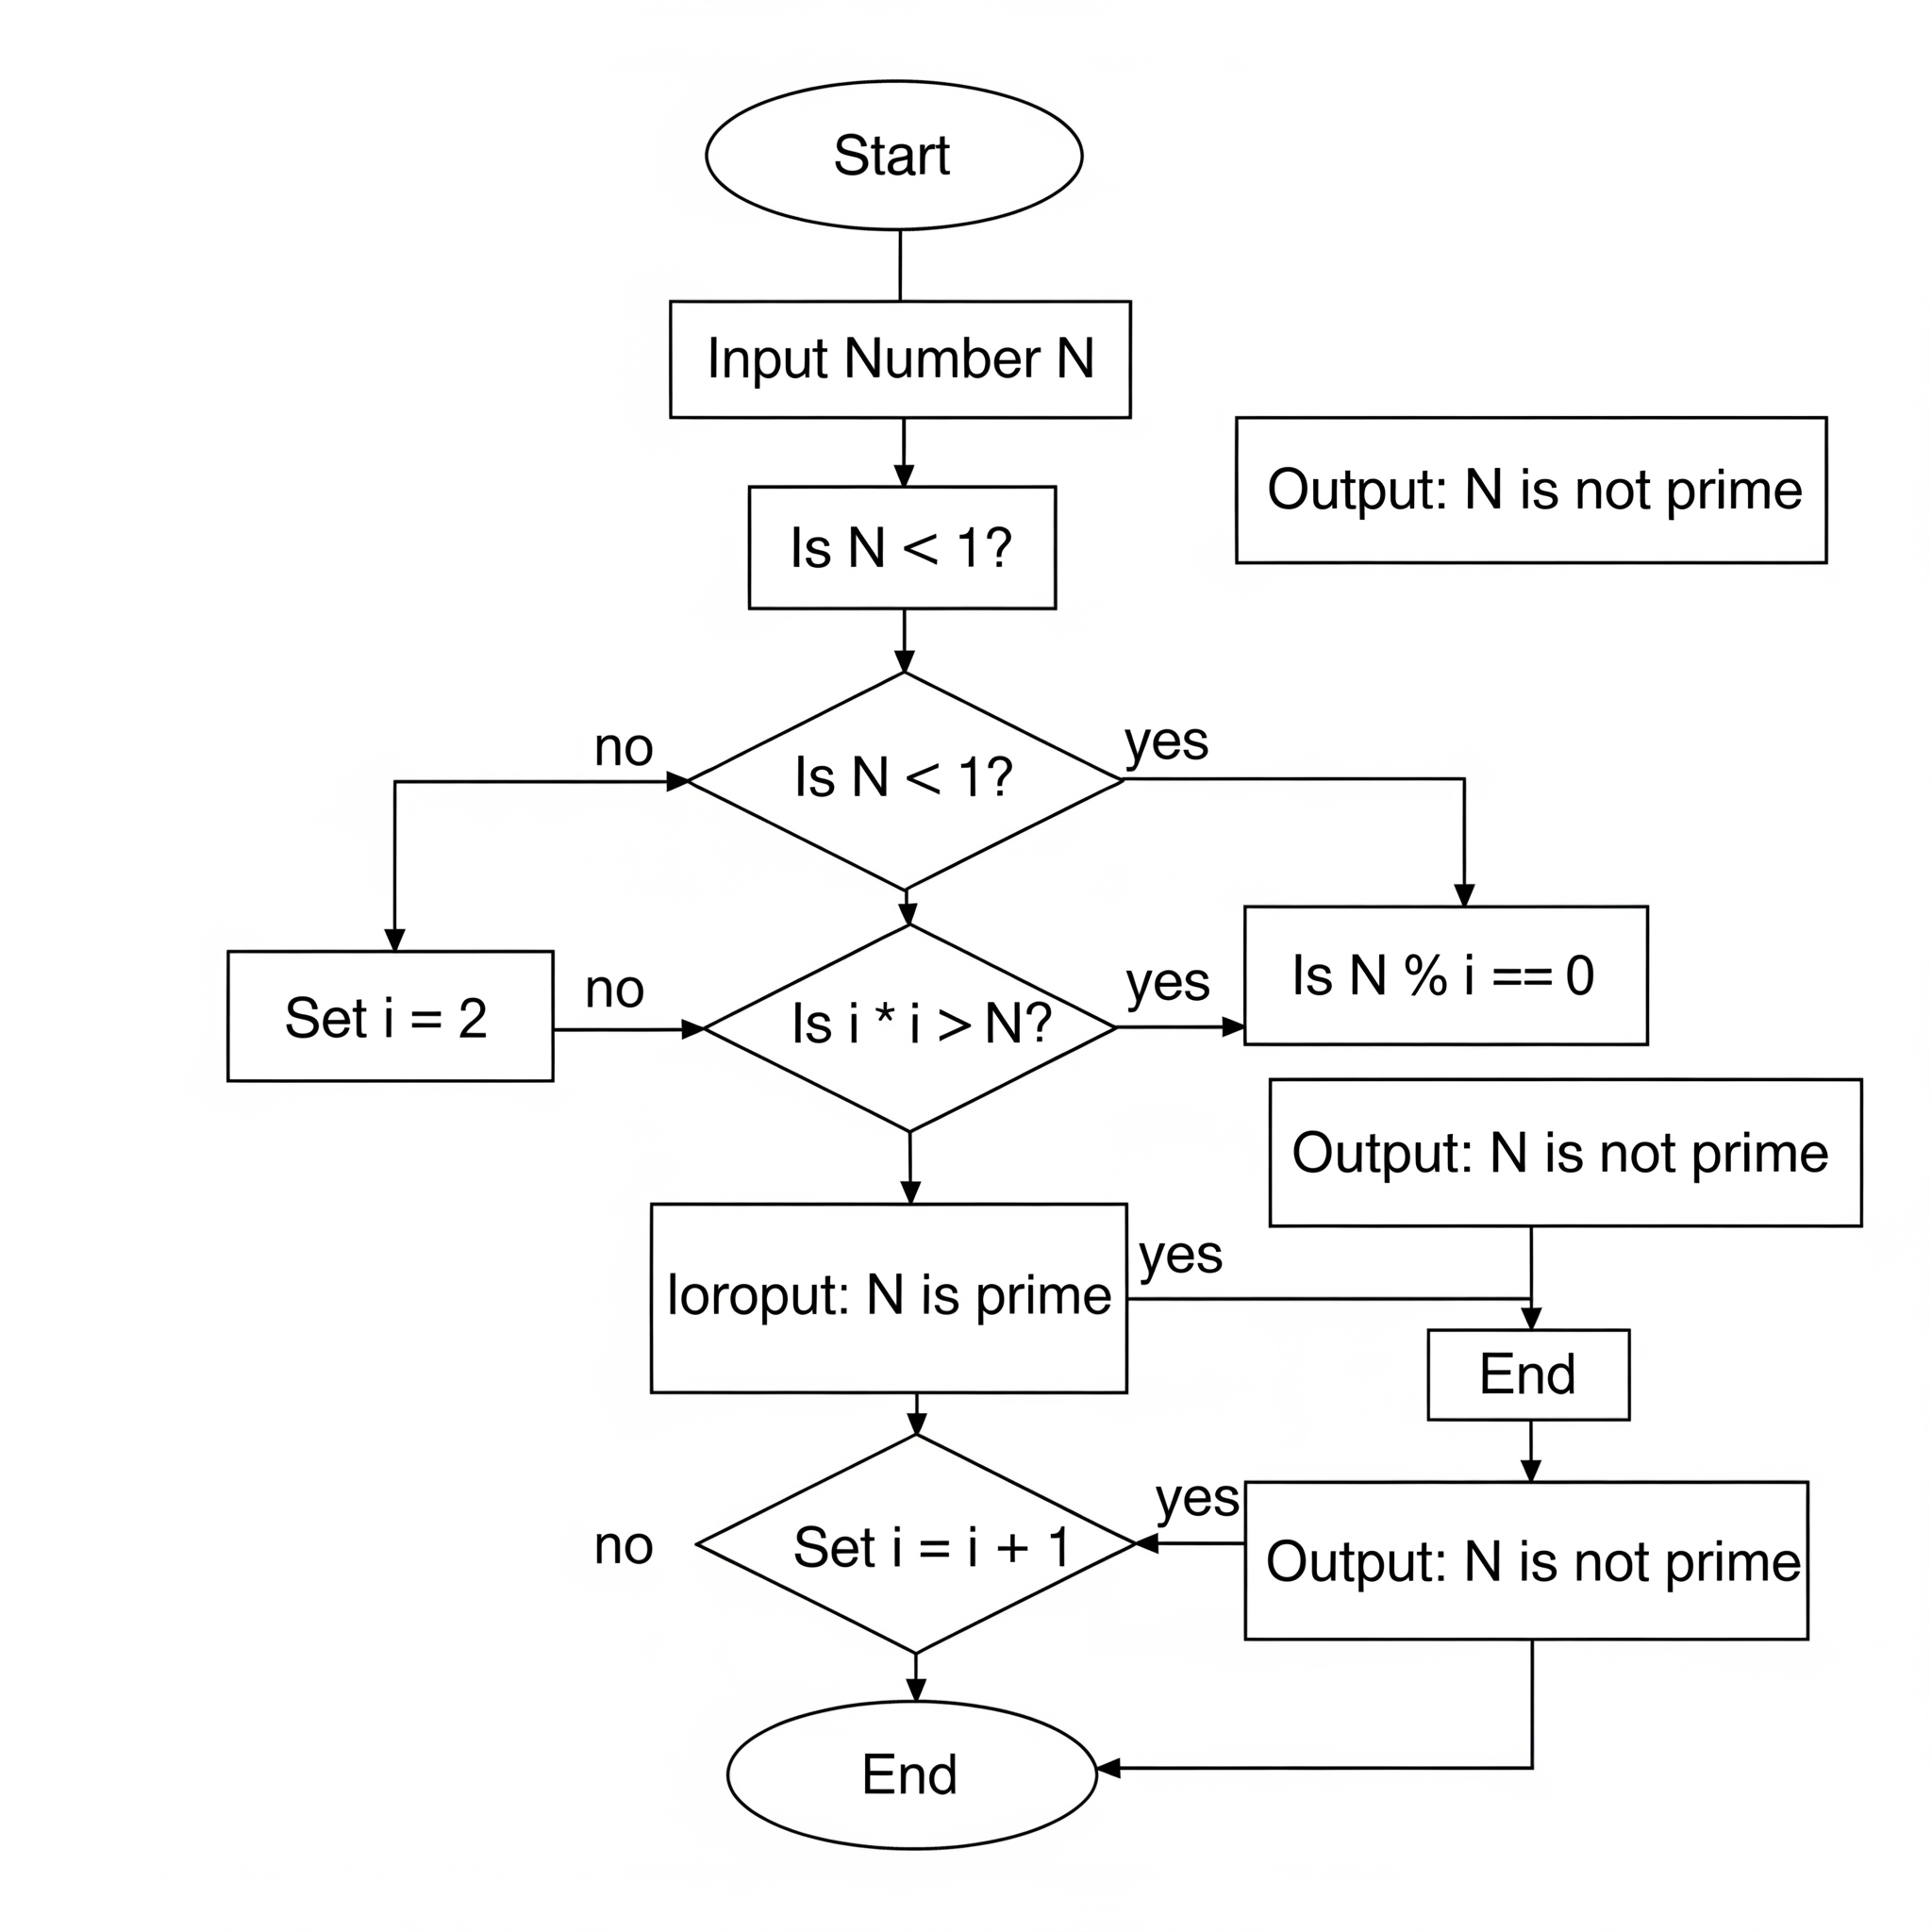 Start
Input Number N
Output: N is not prime
Is N < 1?
no
yes
Is N < 1?
Set i = 2
no
Is i * i > N?
yes
Is N % i == 0
Output: N is not prime
loroput: N is prime
yes
End
no
Set i = i + 1
yes
Output: N is not prime
End